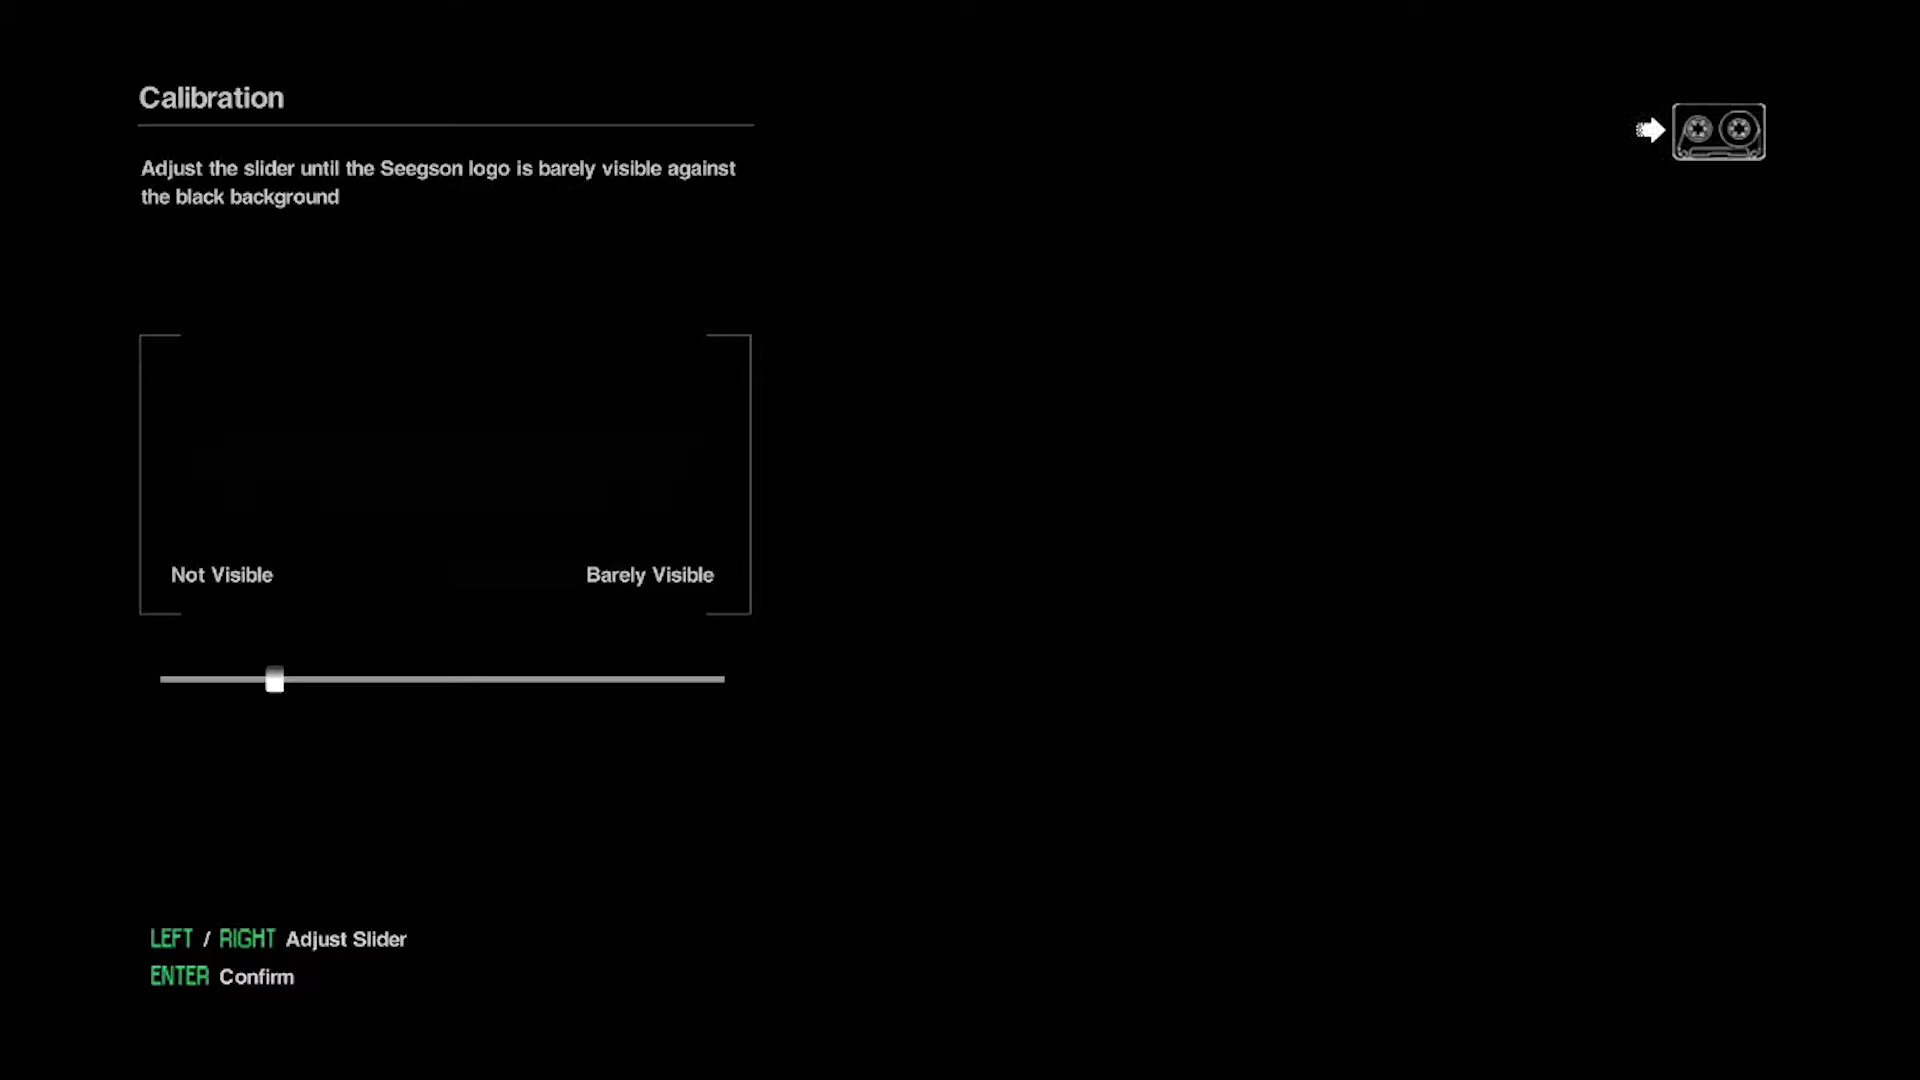 Calibration
Adjust the slider until the Seegson logo is barely visible against
the black background
Not Visible
Barely Visible
LEFT / RIGHT Adjust Slider
ENTER Confirm